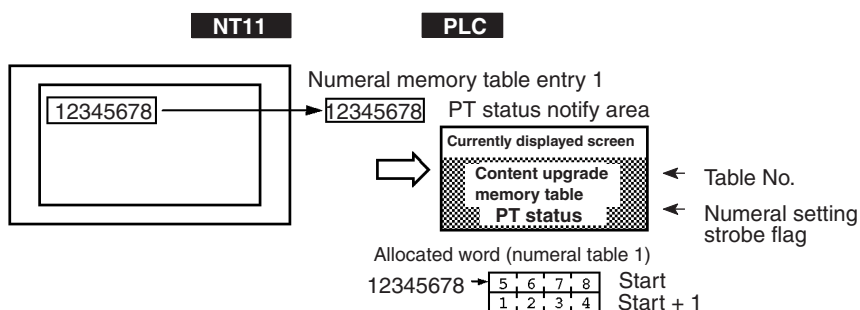 NT11 PLC
Numeral memory table entry 1
12345678 12345678 PT status notify area
Currently displayed screen
Content upgrade Table No.
memory table
PT status Numeral setting
strobe flag
Allocated word (numeral table 1)
12345678 5 6 7 8 Start
1 2 3 4 Start + 1